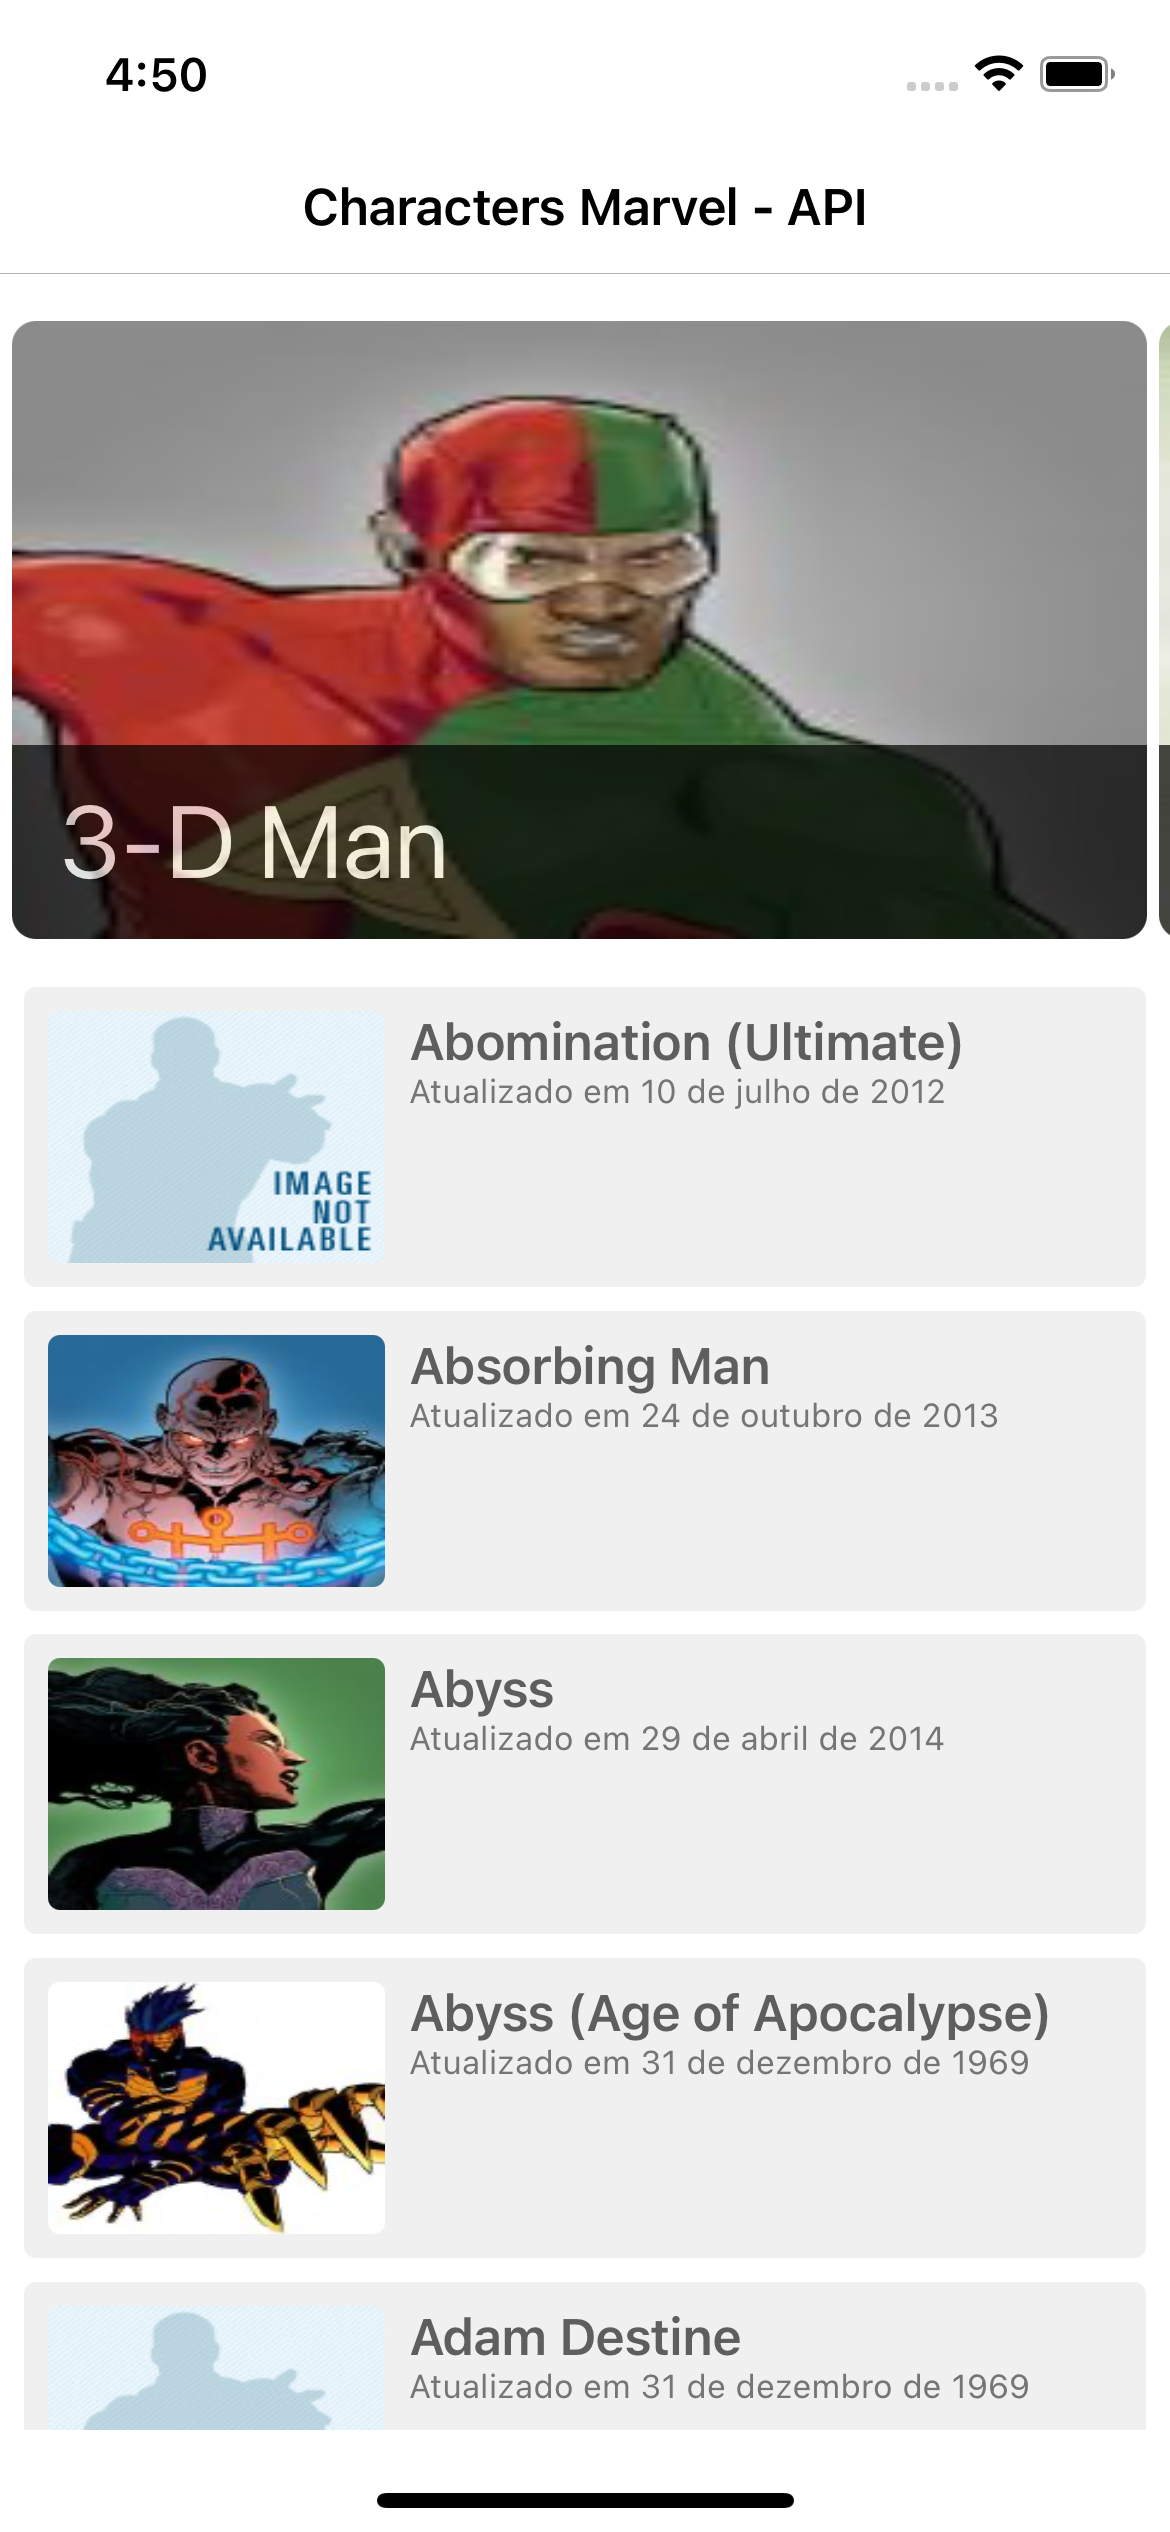 4:50
Characters Marvel - API
3-D Man
Abomination (Ultimate)
Atualizado em 10 de julho de 2012
IMAGE
NOT
AVAILABLE
Absorbing Man
Atualizado em 24 de outubro de 2013
Abyss
Atualizado em 29 de abril de 2014
Abyss (Age of Apocalypse)
Atualizado em 31 de dezembro de 1969
Adam Destine
Atualizado em 31 de dezembro de 1969